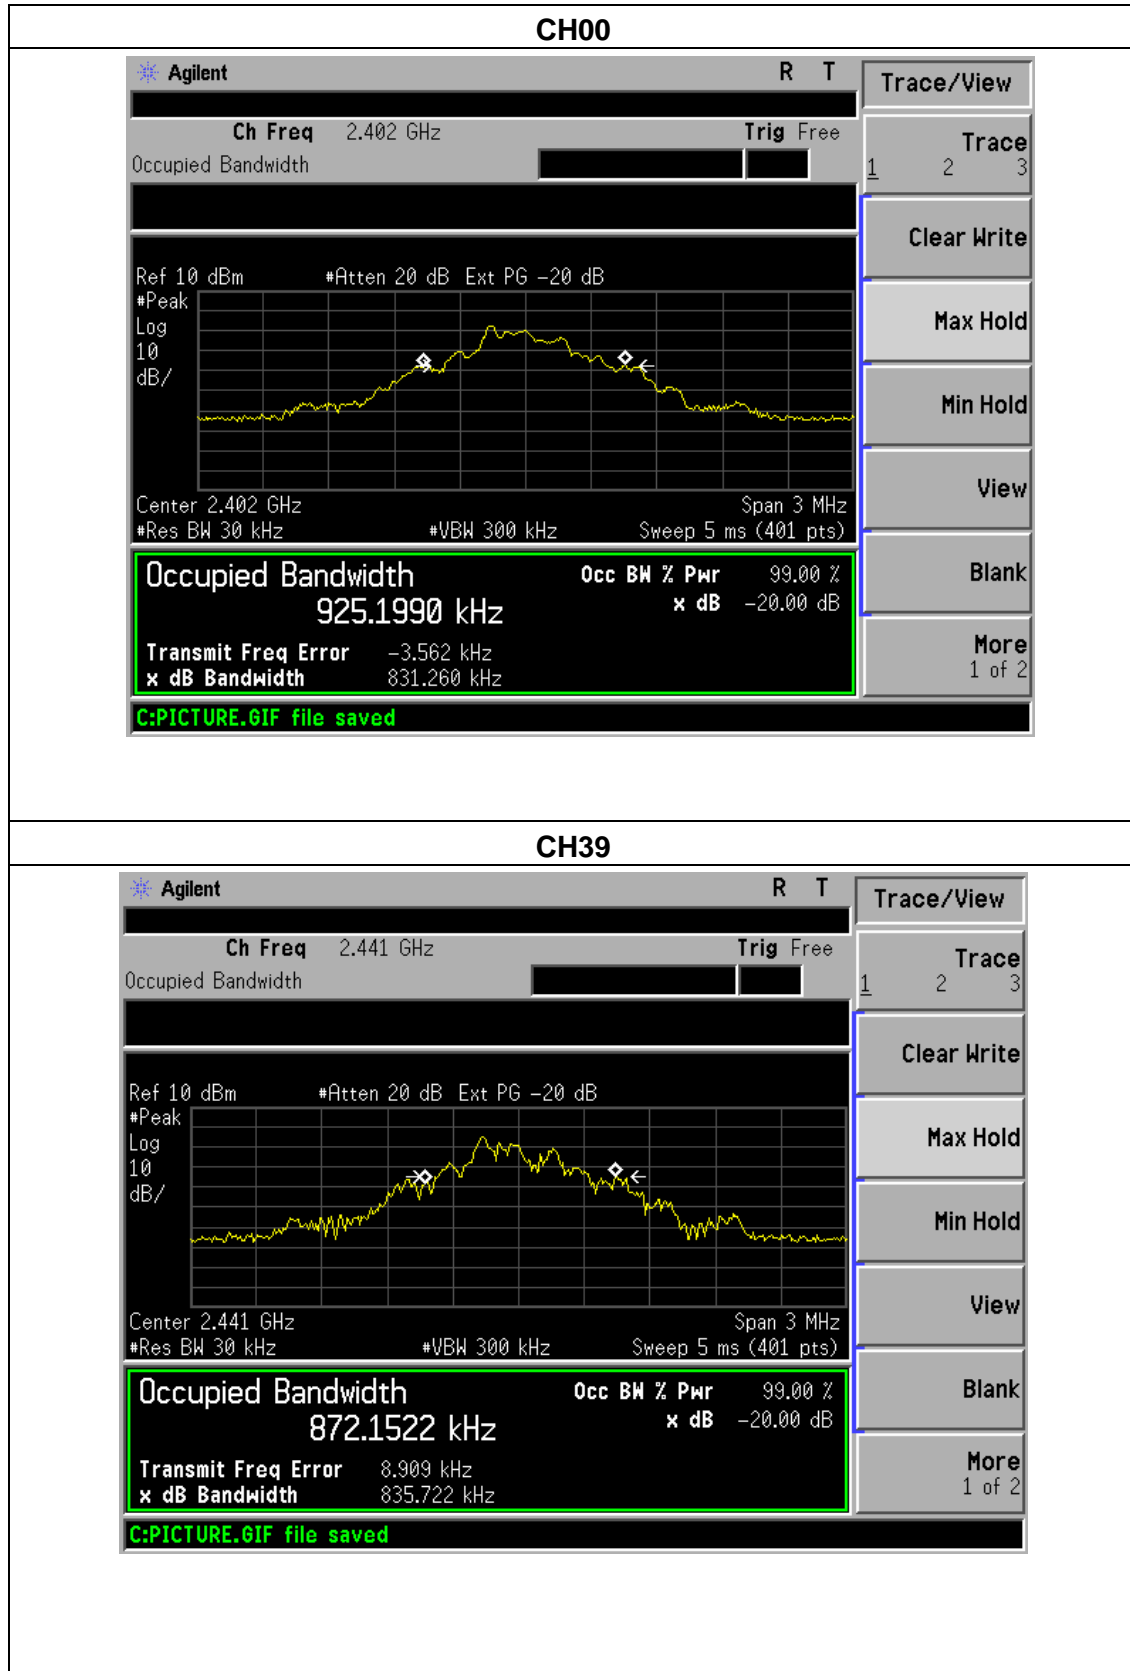 CH00
Agilent R T
Trace/View
Ch Freq 2.402 GHz Trig Free
Occupied Bandwidth
Trace
1 2 3
Clear Write
Ref 10 dBm #Atten 20 dB Ext PG -20 dB
#Peak
Log
10
dB/
Max Hold
Min Hold
View
Center 2.402 GHz Span 3 MHz
#Res BW 30 kHz #VBW 300 kHz Sweep 5 ms (401 pts)
Occupied Bandwidth Occ BW % Pwr 99.00 %
925.1990 kHz x dB -20.00 dB
Blank
Transmit Freq Error -3.562 kHz
x dB Bandwidth 831.260 kHz
More
1 of 2
C:PICTURE.GIF file saved
CH39
Agilent R T
Trace/View
Ch Freq 2.441 GHz Trig Free
Occupied Bandwidth
Trace
1 2 3
Clear Write
Ref 10 dBm #Atten 20 dB Ext PG -20 dB
#Peak
Log
10
dB/
Max Hold
Min Hold
View
Center 2.441 GHz Span 3 MHz
#Res BW 30 kHz #VBW 300 kHz Sweep 5 ms (401 pts)
Occupied Bandwidth Occ BW % Pwr 99.00 %
872.1522 kHz x dB -20.00 dB
Blank
Transmit Freq Error 8.909 kHz
x dB Bandwidth 835.722 kHz
More
1 of 2
C:PICTURE.GIF file saved